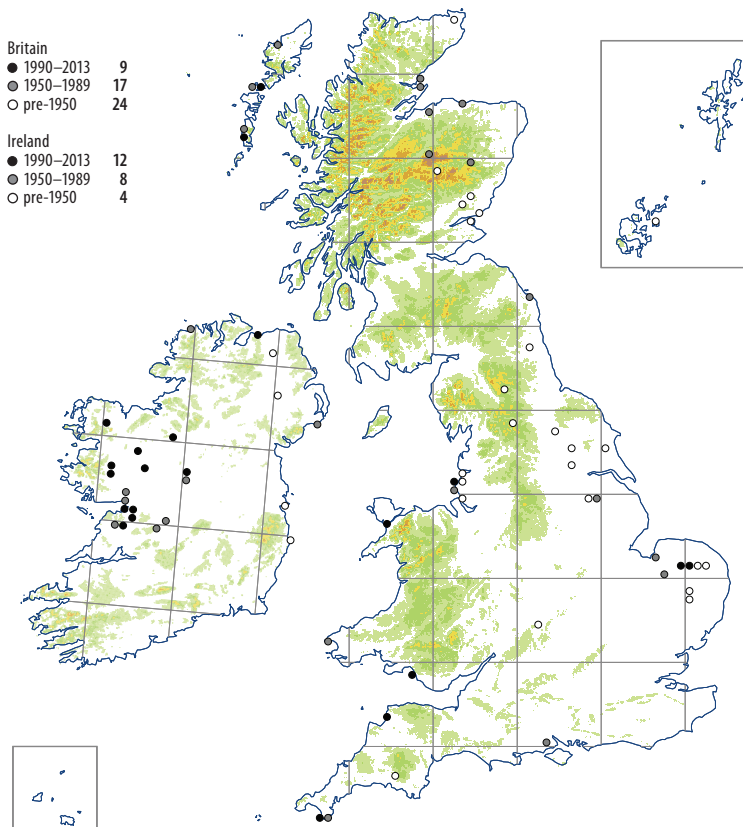 Britain
● 1990–2013 9
● 1950–1989 17
○ pre-1950 24
Ireland
● 1990–2013 12
● 1950–1989 8
○ pre-1950 4